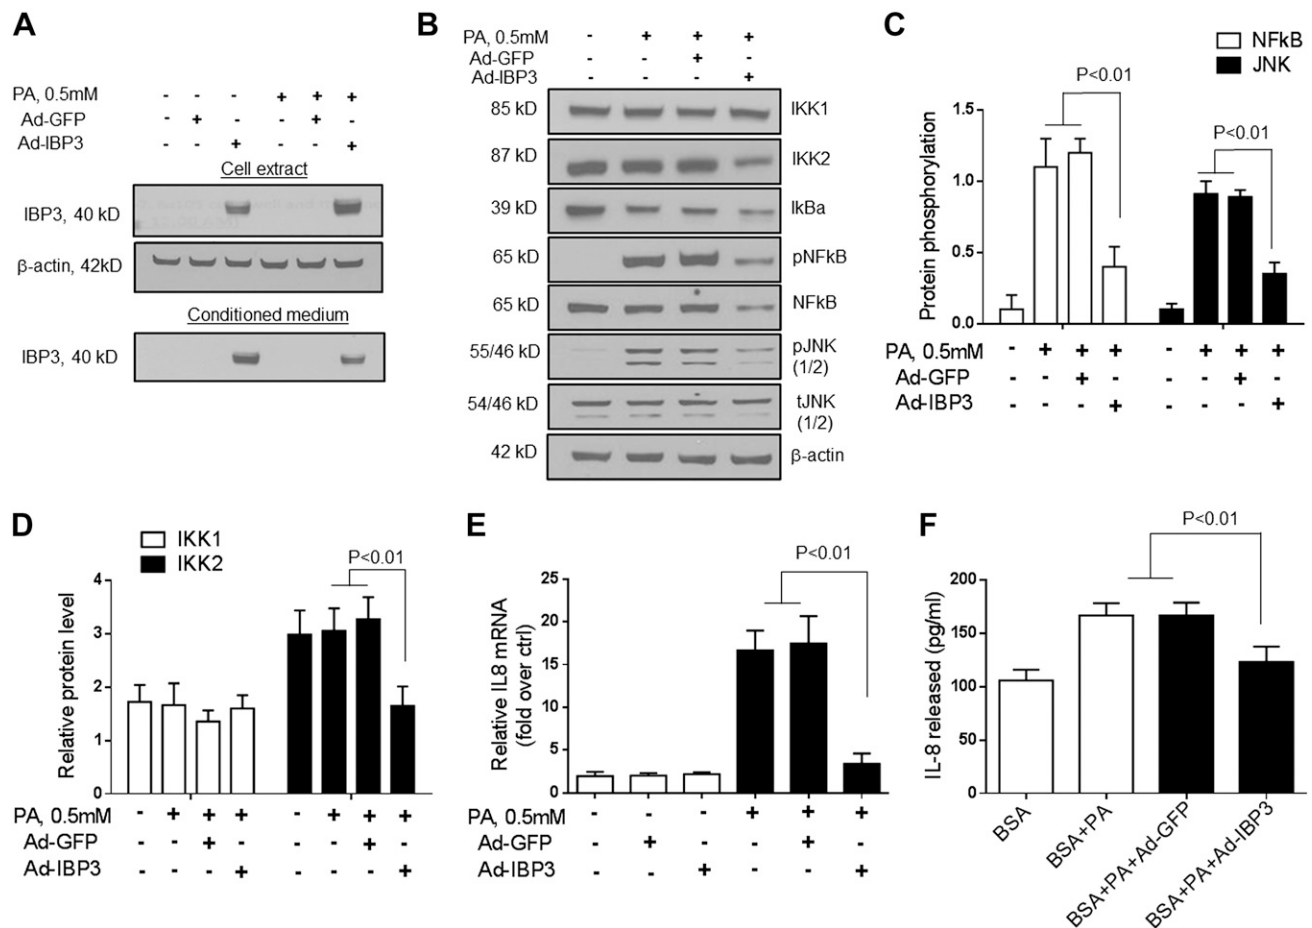 A
PA, 0.5mM - - - + + +
Ad-GFP - + - - + -
Ad-IBP3 - - + - - +
Cell extract
IBP3, 40 kD
β-actin, 42kD
Conditioned medium
IBP3, 40 kD
B
PA, 0.5mM - + + +
Ad-GFP - - + -
Ad-IBP3 - - - +
85 kD IKK1
87 kD IKK2
39 kD IkBa
65 kD pNFkB
65 kD NFkB
55/46 kD pJNK
(1/2)
54/46 kD tJNK
(1/2)
42 kD β-actin
C
NFkB
JNK
P<0.01
P<0.01
Protein phosphorylation
1.5
1.0
0.5
0.0
PA, 0.5mM - + + + - + + +
Ad-GFP - - + - - - + -
Ad-IBP3 - - - + - - - +
D
IKK1
IKK2
P<0.01
Relative protein level
4
3
2
1
0
PA, 0.5mM - + + + - + + +
Ad-GFP - - + - - - + -
Ad-IBP3 - - - + - - - +
E
P<0.01
Relative IL8 mRNA
(fold over ctrl)
25
20
15
10
5
0
PA, 0.5mM - - - + + +
Ad-GFP - + - - + -
Ad-IBP3 - - + - - +
F
P<0.01
IL-8 released (pg/ml)
200
150
100
50
0
BSA
BSA+PA
BSA+PA+Ad-GFP
BSA+PA+Ad-IBP3